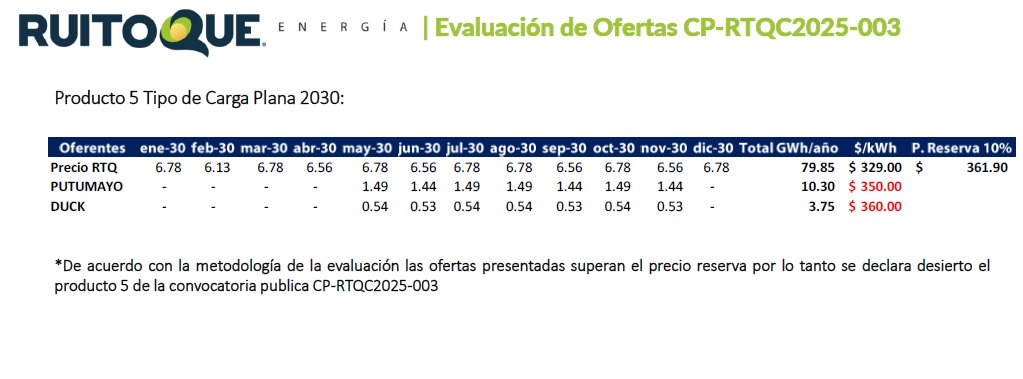 RUITOQUE. ENERGÍA | Evaluación de Ofertas CP-RTQC2025-003
Producto 5 Tipo de Carga Plana 2030:
Oferentes ene-30 feb-30 mar-30 abr-30 may-30 jun-30 jul-30 ago-30 sep-30 oct-30 nov-30 dic-30 Total GWh/año $/kWh P. Reserva 10%
Precio RTQ 6.78 6.13 6.78 6.56 6.78 6.56 6.78 6.78 6.56 6.78 6.56 6.78 79.85 $ 329.00 $ 361.90
PUTUMAYO - - - - 1.49 1.44 1.49 1.49 1.44 1.49 1.44 - 10.30 $ 350.00
DUCK - - - - 0.54 0.53 0.54 0.54 0.53 0.54 0.53 - 3.75 $ 360.00
*De acuerdo con la metodología de la evaluación las ofertas presentadas superan el precio reserva por lo tanto se declara desierto el
producto 5 de la convocatoria publica CP-RTQC2025-003